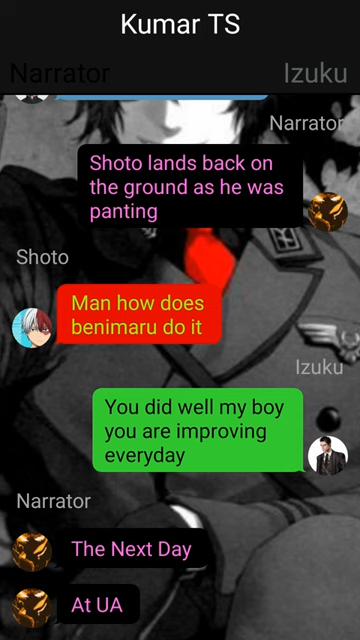 Kumar TS
Narrator
Izuku
Narrator
Shoto lands back on
the ground as he was
panting
Shoto
Man how does
benimaru do it
Izuku
You did well my boy
you are improving
everyday
Narrator
The Next Day
At UA